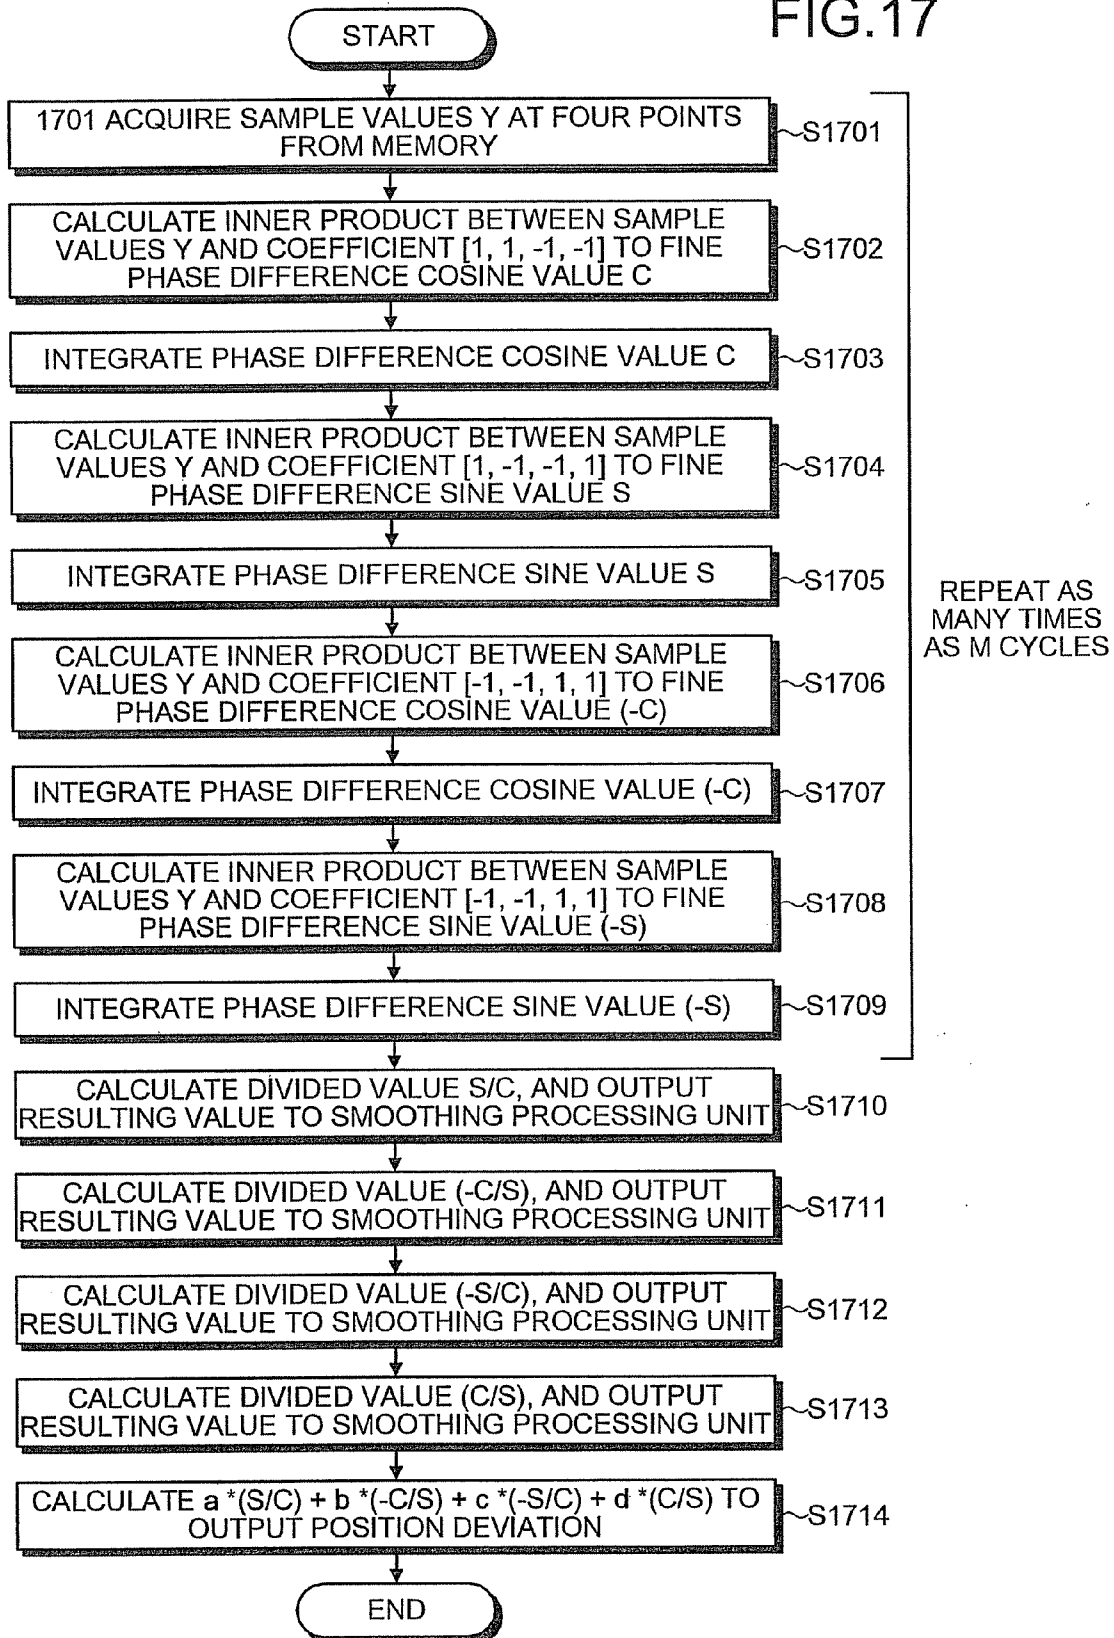 FIG.17
START
1701 ACQUIRE SAMPLE VALUES Y AT FOUR POINTS
FROM MEMORY
~S1701
CALCULATE INNER PRODUCT BETWEEN SAMPLE
VALUES Y AND COEFFICIENT [1, 1, -1, -1] TO FINE
PHASE DIFFERENCE COSINE VALUE C
~S1702
INTEGRATE PHASE DIFFERENCE COSINE VALUE C
~S1703
CALCULATE INNER PRODUCT BETWEEN SAMPLE
VALUES Y AND COEFFICIENT [1, -1, -1, 1] TO FINE
PHASE DIFFERENCE SINE VALUE S
~S1704
INTEGRATE PHASE DIFFERENCE SINE VALUE S
~S1705
CALCULATE INNER PRODUCT BETWEEN SAMPLE
VALUES Y AND COEFFICIENT [-1, -1, 1, 1] TO FINE
PHASE DIFFERENCE COSINE VALUE (-C)
~S1706
INTEGRATE PHASE DIFFERENCE COSINE VALUE (-C)
~S1707
CALCULATE INNER PRODUCT BETWEEN SAMPLE
VALUES Y AND COEFFICIENT [-1, -1, 1, 1] TO FINE
PHASE DIFFERENCE SINE VALUE (-S)
~S1708
INTEGRATE PHASE DIFFERENCE SINE VALUE (-S)
~S1709
REPEAT AS
MANY TIMES
AS M CYCLES
CALCULATE DIVIDED VALUE S/C, AND OUTPUT
RESULTING VALUE TO SMOOTHING PROCESSING UNIT
~S1710
CALCULATE DIVIDED VALUE (-C/S), AND OUTPUT
RESULTING VALUE TO SMOOTHING PROCESSING UNIT
~S1711
CALCULATE DIVIDED VALUE (-S/C), AND OUTPUT
RESULTING VALUE TO SMOOTHING PROCESSING UNIT
~S1712
CALCULATE DIVIDED VALUE (C/S), AND OUTPUT
RESULTING VALUE TO SMOOTHING PROCESSING UNIT
~S1713
CALCULATE a *(S/C) + b *(-C/S) + c *(-S/C) + d *(C/S) TO
OUTPUT POSITION DEVIATION
~S1714
END